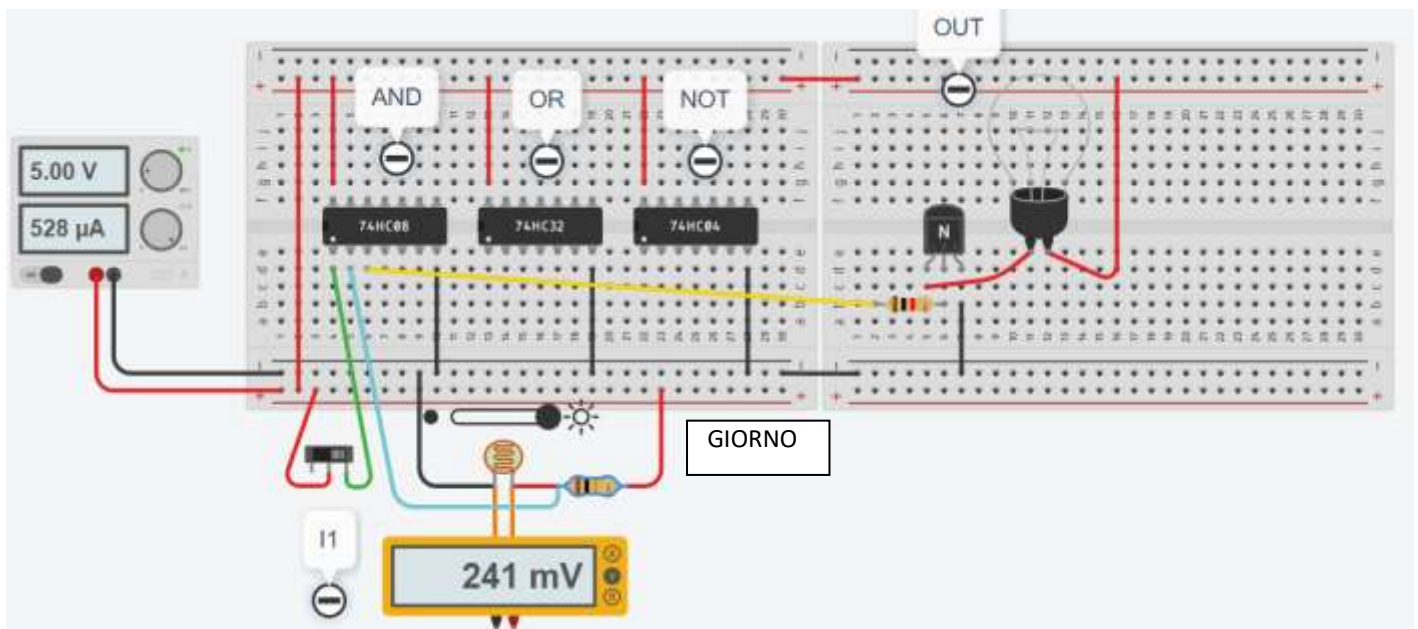 OUT
AND
OR
NOT
5.00 V
528 µA
74HC08
74HC32
74HC04
N
GIORNO
I1
241 mV